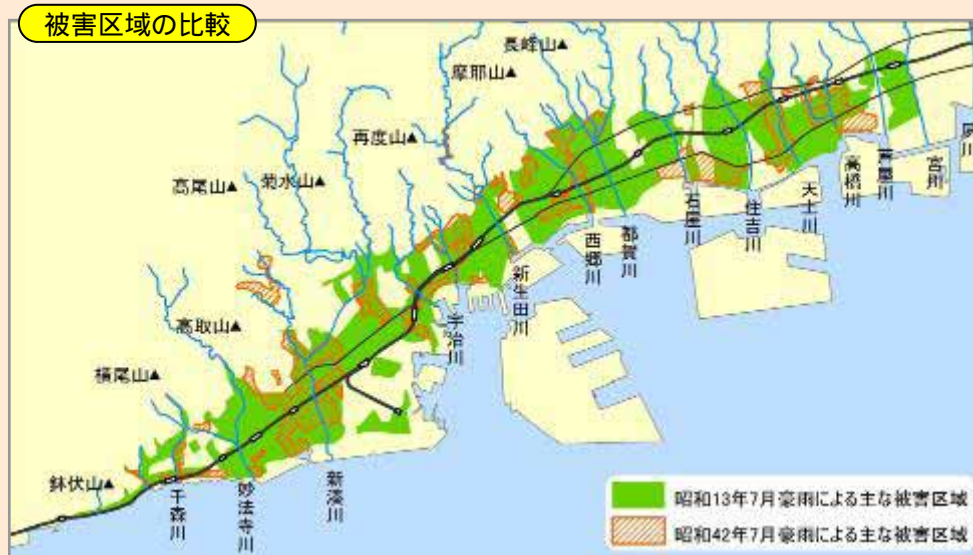 被害区域の比較
長峰山▲
摩耶山▲
再度山▲
菊水山▲
高尾山▲
高取山▲
横尾山▲
鉢伏山▲
千森川
妙法寺川
新湊川
宇治川
新生田川
西郷川
都賀川
石屋川
住吉川
天上川
高橋川
芦屋川
宮川
昭和13年7月豪雨による主な被害区域
昭和42年7月豪雨による主な被害区域